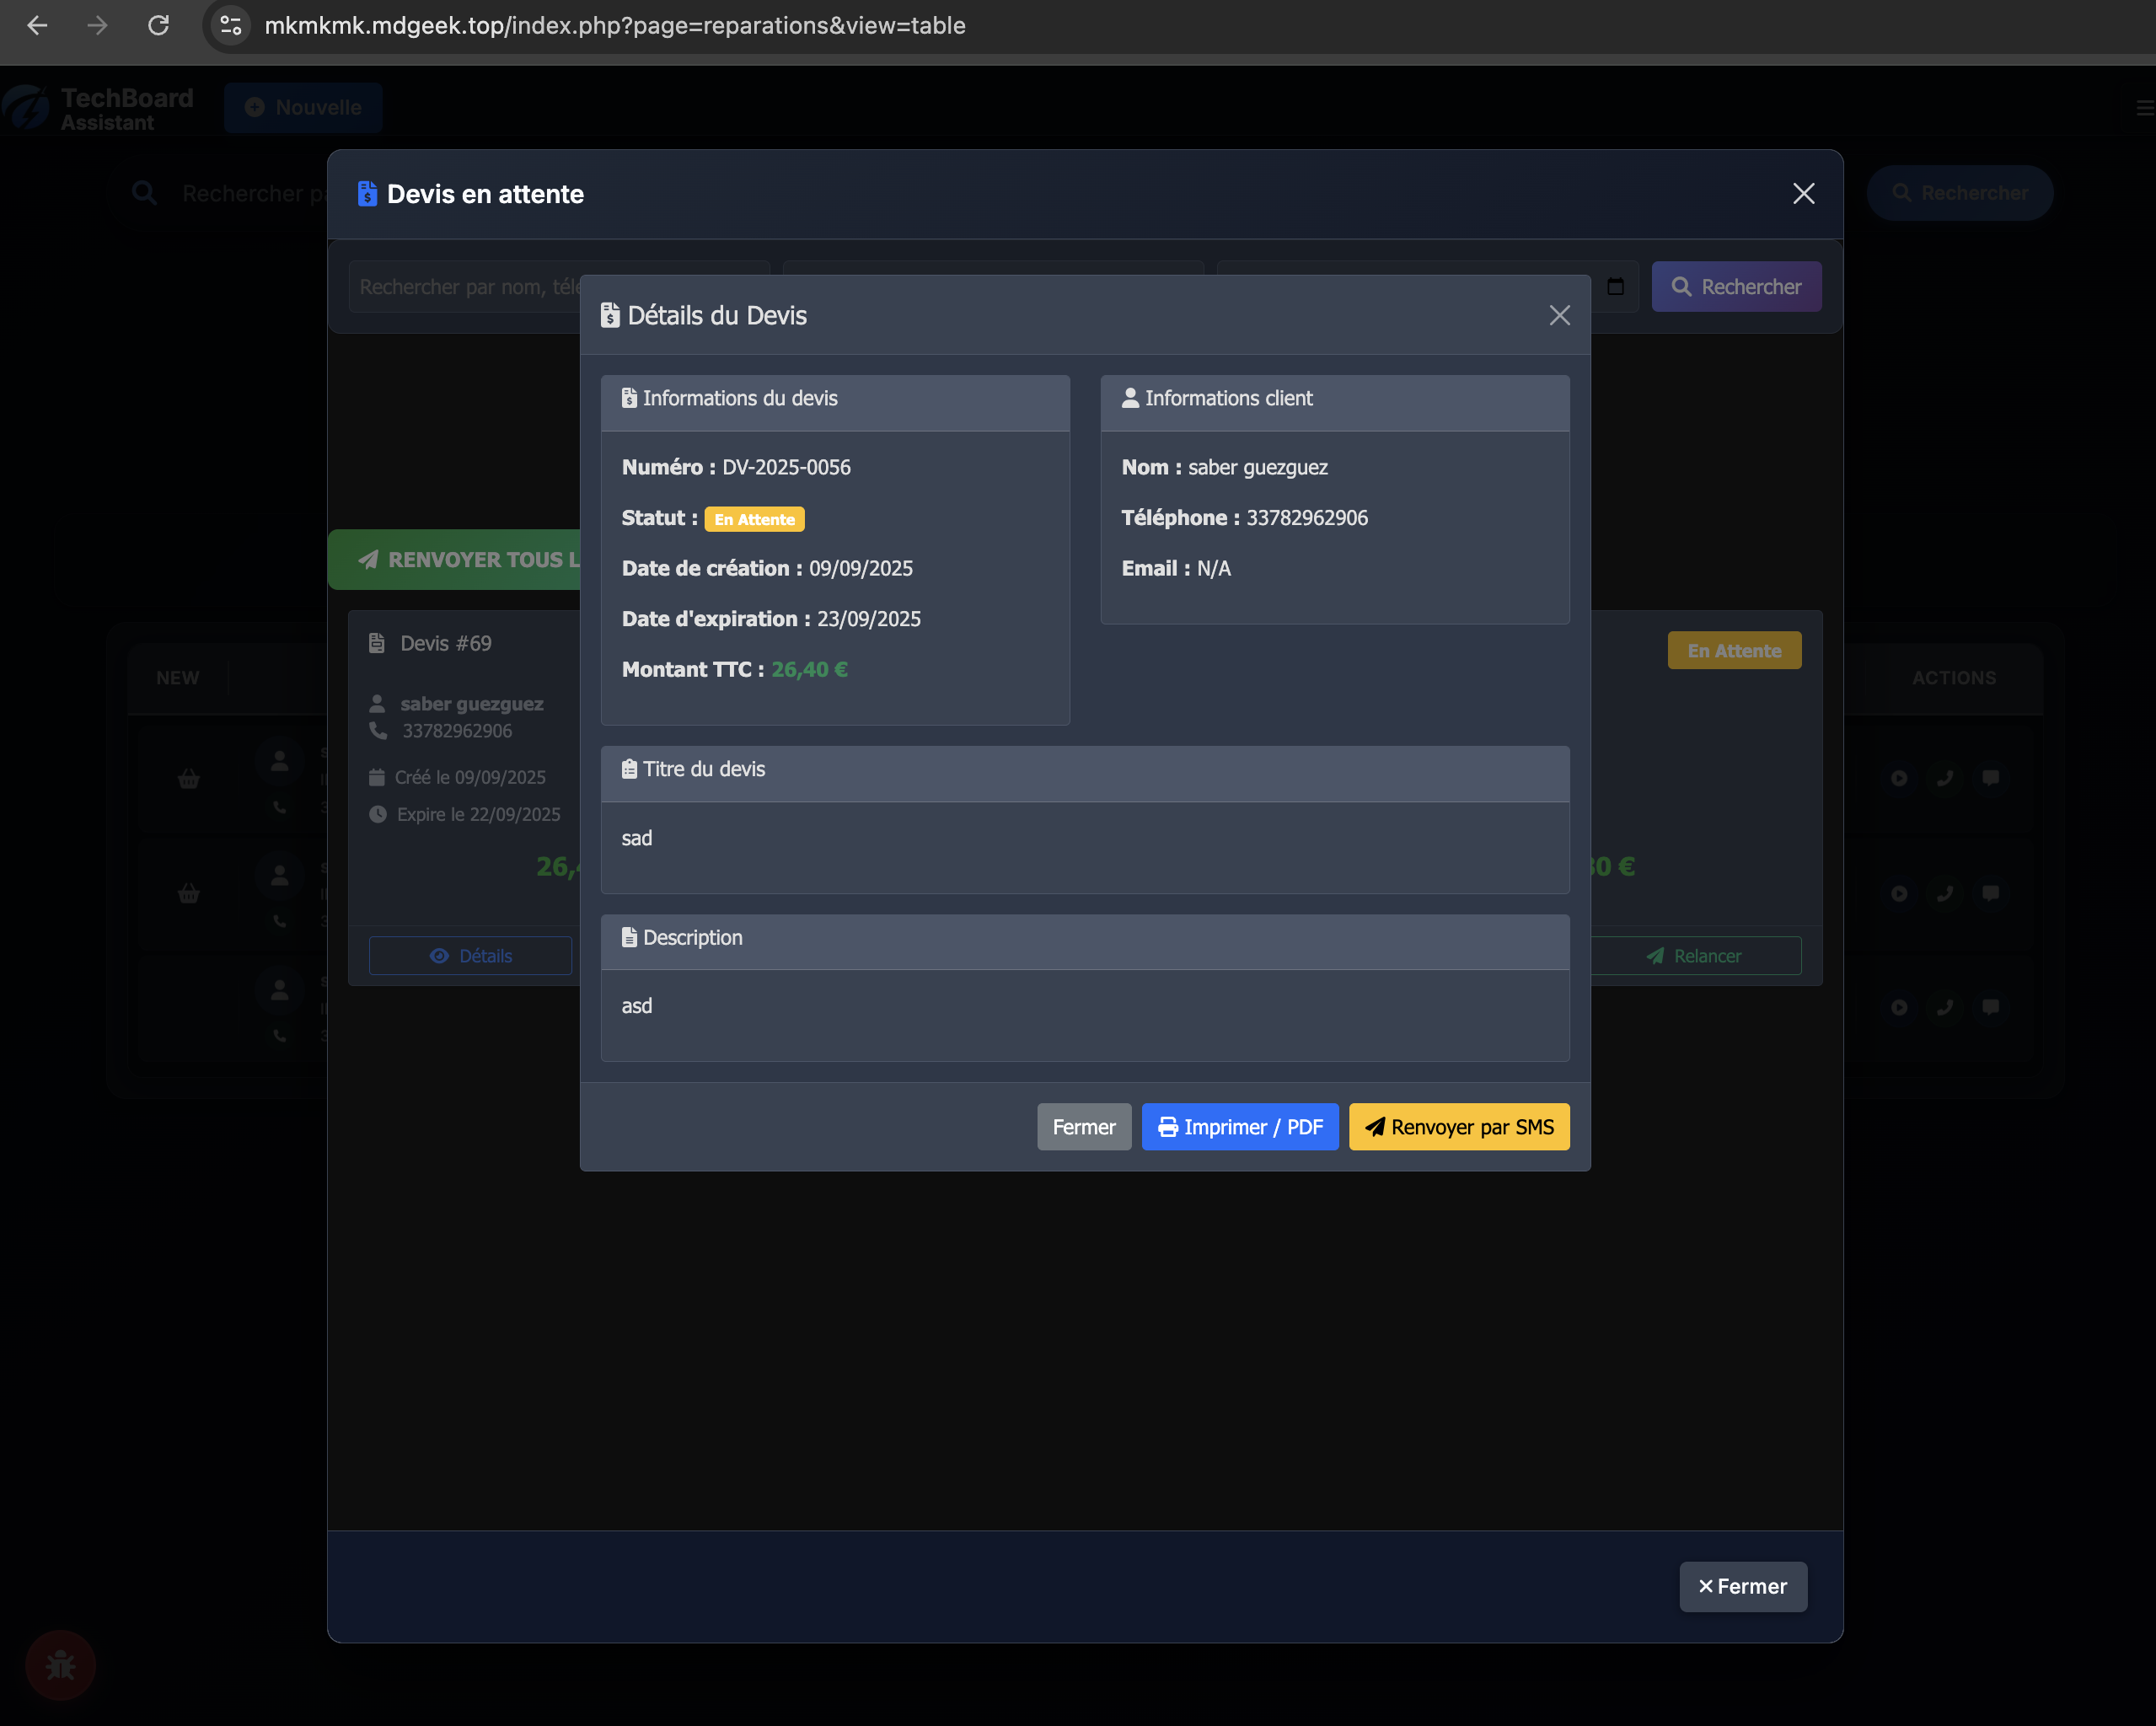 mkmkmk.mdgeek.top/index.php?page=reparations&view=table
TechBoard
Assistant
Nouvelle
Rechercher
Devis en attente
Rechercher par nom,
Rechercher
Détails du Devis
Informations du devis
Numéro : DV-2025-0056
Statut : En Attente
Date de création : 09/09/2025
Date d'expiration : 23/09/2025
Montant TTC : 26,40 €
Informations client
Nom : saber guezguez
Téléphone : 33782962906
Email : N/A
Titre du devis
sad
Description
asd
Fermer
Imprimer / PDF
Renvoyer par SMS
RENVOYER TOUS
Devis #69
saber guezguez
33782962906
Créé le 09/09/2025
Expire le 22/09/2025
Détails
En Attente
Relancer
NEW
ACTIONS
Rechercher
Fermer